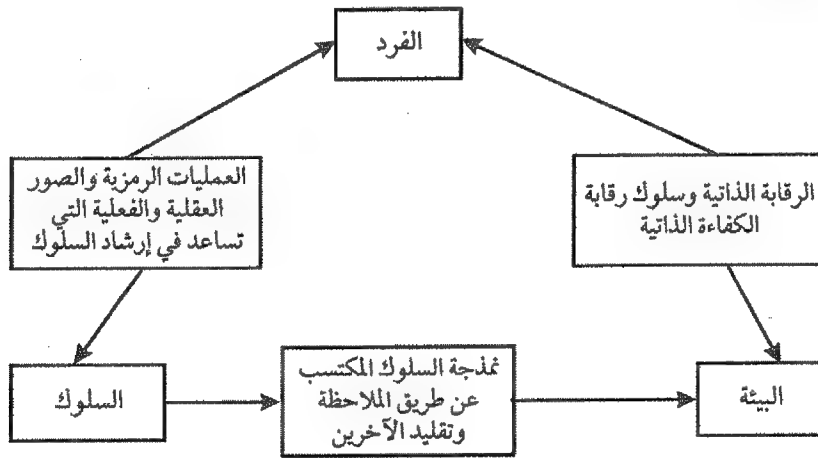 الفرد
العمليات الرمزية والصور
العقلية والفعلية التي
تساعد في إرشاد السلوك
الرقابة الذاتية وسلوك رقابة
الكفاءة الذاتية
السلوك
نمذجة السلوك المكتسب
عن طريق الملاحظة
وتقليد الآخرين
البيئة